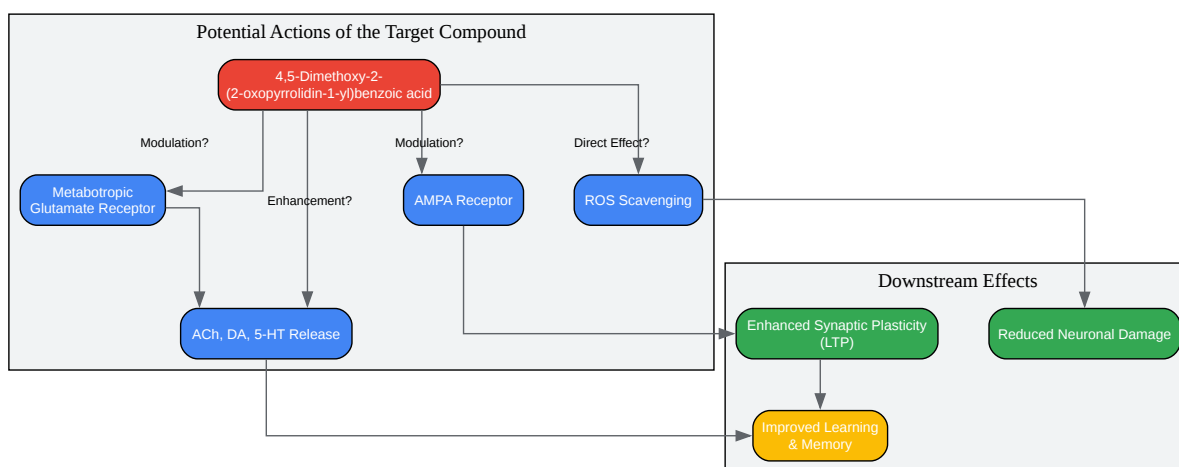 Potential Actions of the Target Compound
4,5-Dimethoxy-2-
(2-oxopyrrolidin-1-yl)benzoic acid
Modulation?
Modulation?
Direct Effect?
Metabotropic
Glutamate Receptor
Enhancement?
AMPA Receptor
ROS Scavenging
Downstream Effects
ACh, DA, 5-HT Release
Enhanced Synaptic Plasticity
(LTP)
Reduced Neuronal Damage
Improved Learning
& Memory